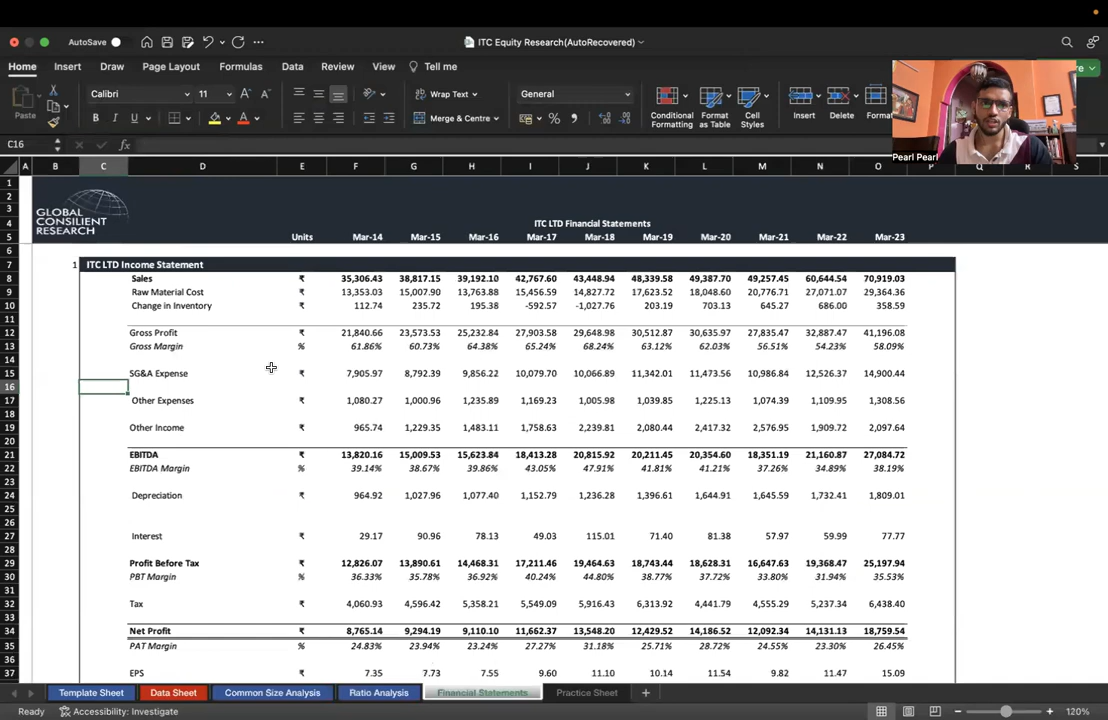 AutoSave
ITC Equity Research(AutoRecovered)
Home Insert Draw Page Layout Formulas Data Review View Tell me
Paste
Calibri 11 A A
B I U A
Wrap Text
Merge & Centre
General
% 
Conditional Formatting
Format as Table
Cell Styles
Insert Delete Format
Pearl Pearl
C16 fx
A B C D E F G H I J K L M N O P Q R S
GLOBAL
CONSILIENT
RESEARCH
ITC LTD Financial Statements
Units Mar-14 Mar-15 Mar-16 Mar-17 Mar-18 Mar-19 Mar-20 Mar-21 Mar-22 Mar-23
1 ITC LTD Income Statement
Sales ₹ 35,306.43 38,817.15 39,192.10 42,767.60 43,448.94 48,339.58 49,387.70 49,257.45 60,644.54 70,919.03
Raw Material Cost ₹ 13,353.03 15,007.90 13,763.88 15,456.59 14,827.72 17,623.52 18,048.60 20,776.71 27,071.07 29,364.36
Change in Inventory ₹ 112.74 235.72 195.38 -592.57 -1,027.76 203.19 703.13 645.27 686.00 358.59
Gross Profit ₹ 21,840.66 23,573.53 25,232.84 27,903.58 29,648.98 30,512.87 30,635.97 27,835.47 32,887.47 41,196.08
Gross Margin % 61.86% 60.73% 64.38% 65.24% 68.24% 63.12% 62.03% 56.51% 54.23% 58.09%
SG&A Expense ₹ 7,905.97 8,792.39 9,856.22 10,079.70 10,066.89 11,342.01 11,473.56 10,986.84 12,526.37 14,900.44
Other Expenses ₹ 1,080.27 1,000.96 1,235.89 1,169.23 1,005.98 1,039.85 1,225.13 1,074.39 1,109.95 1,308.56
Other Income ₹ 965.74 1,229.35 1,483.11 1,758.63 2,239.81 2,080.44 2,417.32 2,576.95 1,909.72 2,097.64
EBITDA ₹ 13,820.16 15,009.53 15,623.84 18,413.28 20,815.92 20,211.45 20,354.60 18,351.19 21,160.87 27,084.72
EBITDA Margin % 39.14% 38.67% 39.86% 43.05% 47.91% 41.81% 41.21% 37.26% 34.89% 38.19%
Depreciation ₹ 964.92 1,027.96 1,077.40 1,152.79 1,236.28 1,396.61 1,644.91 1,645.59 1,732.41 1,809.01
Interest ₹ 29.17 90.96 78.13 49.03 115.01 71.40 81.38 57.97 59.99 77.77
Profit Before Tax ₹ 12,826.07 13,890.61 14,468.31 17,211.46 19,464.63 18,743.44 18,628.31 16,647.63 19,368.47 25,197.94
PBT Margin % 36.33% 35.78% 36.92% 40.24% 44.80% 38.77% 37.72% 33.80% 31.94% 35.53%
Tax ₹ 4,060.93 4,596.42 5,358.21 5,549.09 5,916.43 6,313.92 4,441.79 4,555.29 5,237.34 6,438.40
Net Profit ₹ 8,765.14 9,294.19 9,110.10 11,662.37 13,548.20 12,429.52 14,186.52 12,092.34 14,131.13 18,759.54
PAT Margin % 24.83% 23.94% 23.24% 27.27% 31.18% 25.71% 28.72% 24.55% 23.30% 26.45%
EPS ₹ 7.35 7.73 7.55 9.60 11.10 10.14 11.54 9.82 11.47 15.09
Template Sheet Data Sheet Common Size Analysis Ratio Analysis Financial Statements Practice Sheet
Ready Accessibility: Investigate 120%